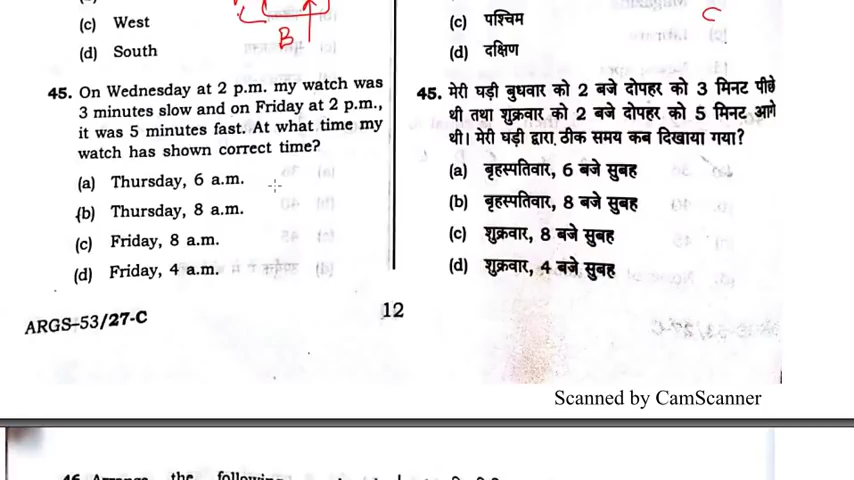 B
(c) West
(d) South
45. On Wednesday at 2 p.m. my watch was
3 minutes slow and on Friday at 2 p.m.,
it was 5 minutes fast. At what time my
watch has shown correct time?
(a) Thursday, 6 a.m.
(b) Thursday, 8 a.m.
(c) Friday, 8 a.m.
(d) Friday, 4 a.m.
ARGS-53/27-C
(c) पश्चिम
(d) दक्षिण
45. मेरी घड़ी बुधवार को 2 बजे दोपहर को 3 मिनट पीछे
थी तथा शुक्रवार को 2 बजे दोपहर को 5 मिनट आगे
थी। मेरी घड़ी द्वारा ठीक समय कब दिखाया गया?
(a) बृहस्पतिवार, 6 बजे सुबह
(b) बृहस्पतिवार, 8 बजे सुबह
(c) शुक्रवार, 8 बजे सुबह
(d) शुक्रवार, 4 बजे सुबह
12
Scanned by CamScanner
46. Arrange the following